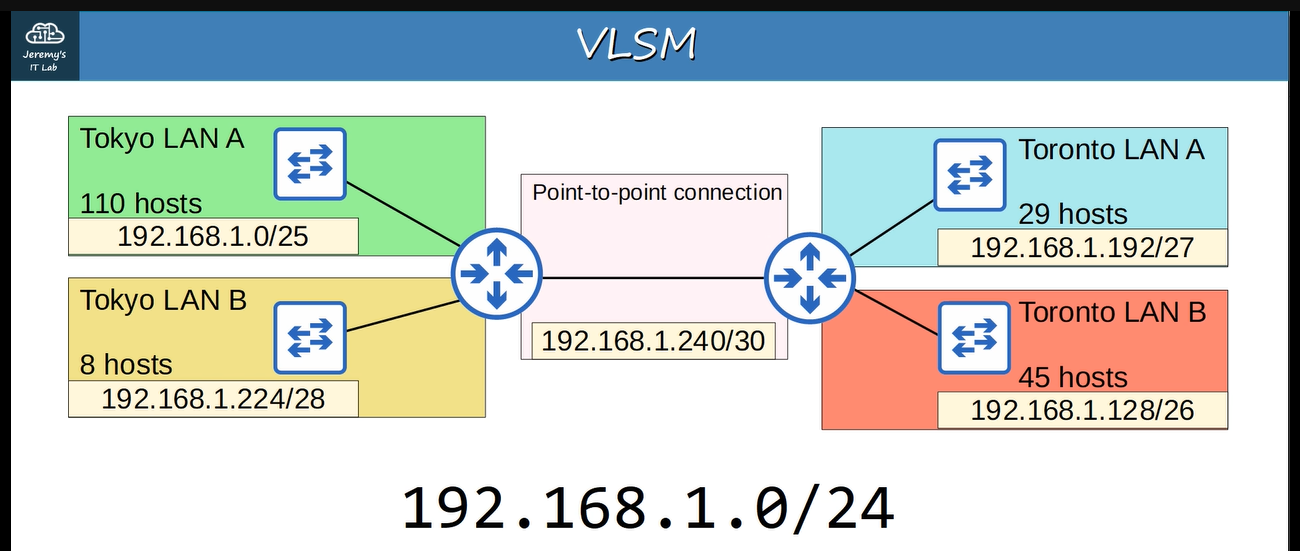 Jeremy's
IT Lab
VLSM
Tokyo LAN A
110 hosts
192.168.1.0/25
Tokyo LAN B
8 hosts
192.168.1.224/28
Point-to-point connection
192.168.1.240/30
Toronto LAN A
29 hosts
192.168.1.192/27
Toronto LAN B
45 hosts
192.168.1.128/26
192.168.1.0/24